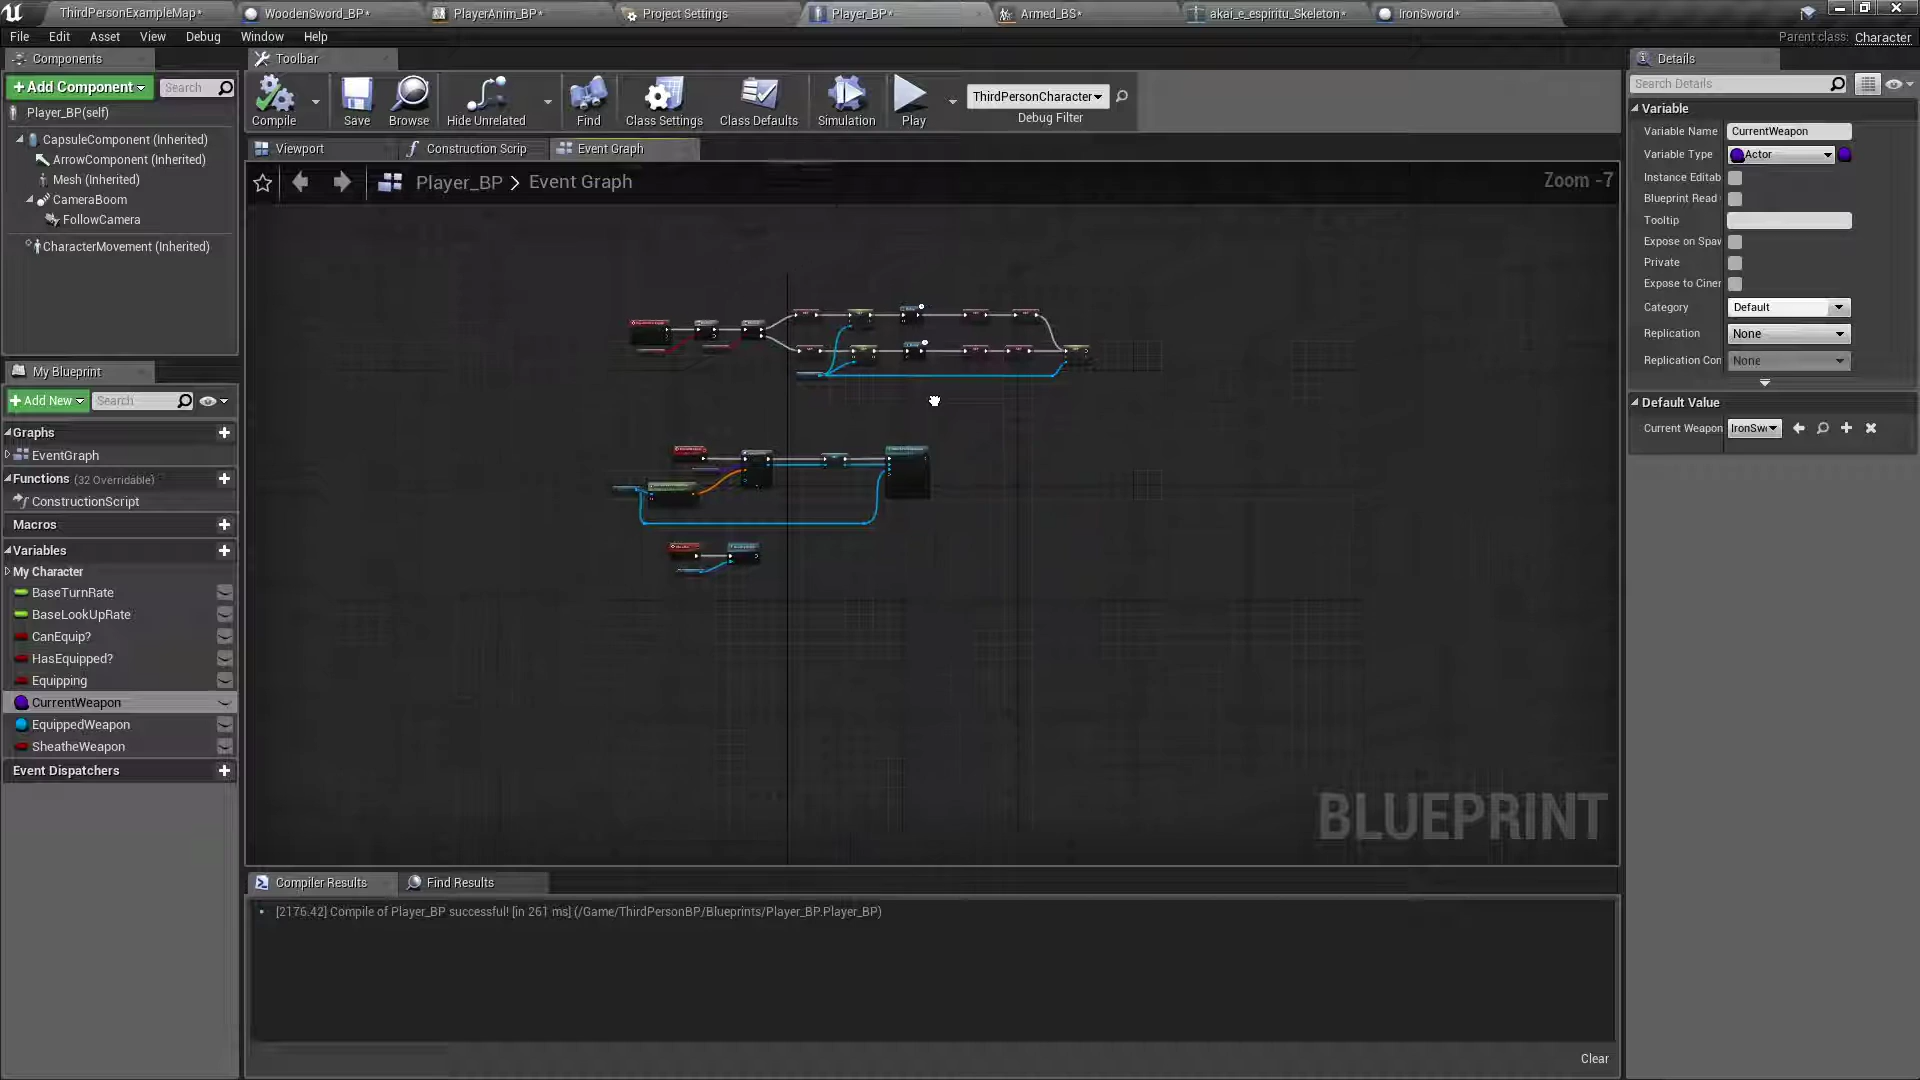 ThirdPersonExampleMap*
WoodenSword_BP*
PlayerAnim_BP*
Project Settings
Player_BP*
Armed_BS*
akai_e_espiritu_Skeleton*
IronSword*
File
Edit
Asset
View
Debug
Window
Help
Parent class: Character
Components
Toolbar
Details
+Add Component
Search
Player_BP(self)
CapsuleComponent (Inherited)
ArrowComponent (Inherited)
Mesh (Inherited)
CameraBoom
FollowCamera
CharacterMovement (Inherited)
Compile
Save
Browse
Hide Unrelated
Find
Class Settings
Class Defaults
Simulation
Play
ThirdPersonCharacter
Debug Filter
Viewport
Construction Scrip
Event Graph
Player_BP > Event Graph
Zoom -7
BLUEPRINT
My Blueprint
+Add New
Search
Graphs
EventGraph
Functions (32 Overridable)
ConstructionScript
Macros
Variables
My Character
BaseTurnRate
BaseLookUpRate
CanEquip?
HasEquipped?
Equipping
CurrentWeapon
EquippedWeapon
SheatheWeapon
Event Dispatchers
Search Details
Variable
Variable Name CurrentWeapon
Variable Type Actor
Instance Editab
Blueprint Read
Tooltip
Expose on Spaw
Private
Expose to Ciner
Category Default
Replication None
Replication Con None
Default Value
Current Weapon IronSw
Compiler Results
Find Results
[2176.42] Compile of Player_BP successful! [in 261 ms] (/Game/ThirdPersonBP/Blueprints/Player_BP.Player_BP)
Clear